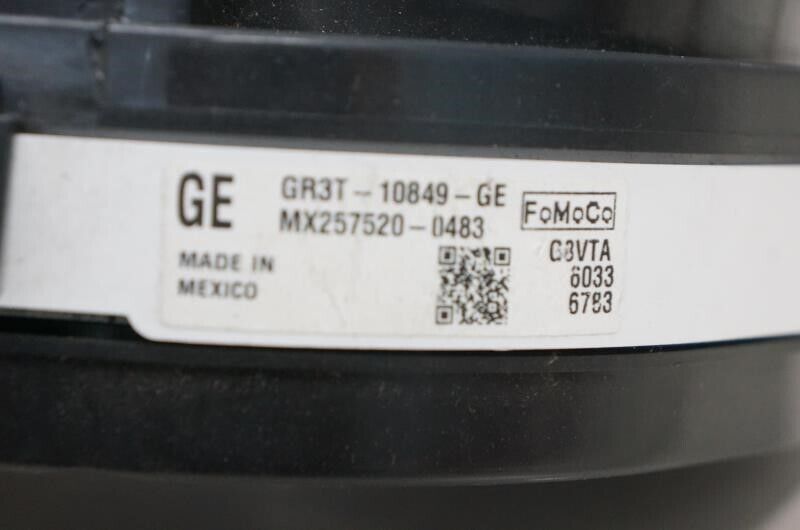 GE
GR3T-10849-GE
MX257520-0483
FoMoCo
MADE IN
MEXICO
G8VTA
6033
6783